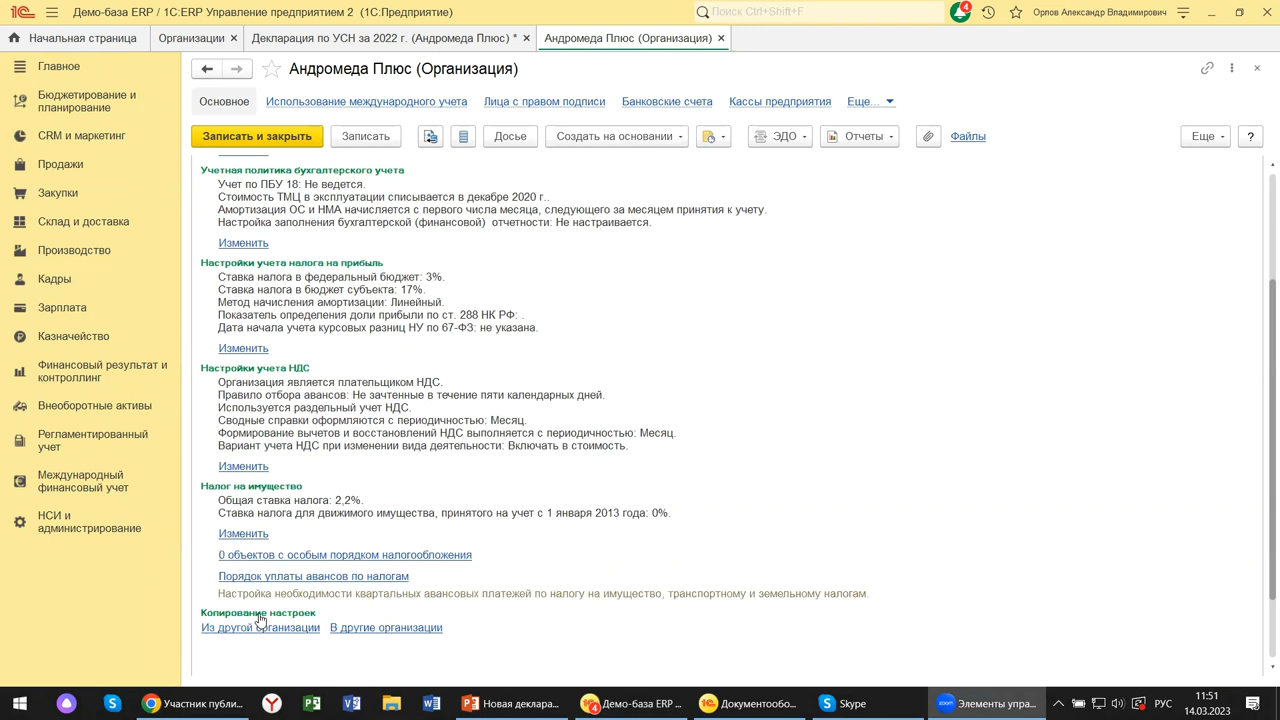 Демо-база ERP / 1С:ERP Управление предприятием 2 (1С:Предприятие)
Поиск Ctrl+Shift+F
4
Орлов Александр Владимирович
Начальная страница
Организации ×
Декларация по УСН за 2022 г. (Андромеда Плюс) * ×
Андромеда Плюс (Организация) ×
Главное
Бюджетирование и
планирование
CRM и маркетинг
Продажи
Закупки
Склад и доставка
Производство
Кадры
Зарплата
Казначейство
Финансовый результат и
контроллинг
Внеоборотные активы
Регламентированный
учет
Международный
финансовый учет
НСИ и
администрирование
Андромеда Плюс (Организация)
Основное Использование международного учета Лица с правом подписи Банковские счета Кассы предприятия Еще...
Записать и закрыть Записать Досье Создать на основании ЭДО Отчеты Файлы Еще ?
Учетная политика бухгалтерского учета
Учет по ПБУ 18: Не ведется.
Стоимость ТМЦ в эксплуатации списывается в декабре 2020 г..
Амортизация ОС и НМА начисляется с первого числа месяца, следующего за месяцем принятия к учету.
Настройка заполнения бухгалтерской (финансовой) отчетности: Не настраивается.
Изменить
Настройки учета налога на прибыль
Ставка налога в федеральный бюджет: 3%.
Ставка налога в бюджет субъекта: 17%.
Метод начисления амортизации: Линейный.
Показатель определения доли прибыли по ст. 288 НК РФ: .
Дата начала учета курсовых разниц НУ по 67-ФЗ: не указана.
Изменить
Настройки учета НДС
Организация является плательщиком НДС.
Правило отбора авансов: Не зачтенные в течение пяти календарных дней.
Используется раздельный учет НДС.
Сводные справки оформляются с периодичностью: Месяц.
Формирование вычетов и восстановлений НДС выполняется с периодичностью: Месяц.
Вариант учета НДС при изменении вида деятельности: Включать в стоимость.
Изменить
Налог на имущество
Общая ставка налога: 2,2%.
Ставка налога для движимого имущества, принятого на учет с 1 января 2013 года: 0%.
Изменить
0 объектов с особым порядком налогообложения
Порядок уплаты авансов по налогам
Настройка необходимости квартальных авансовых платежей по налогу на имущество, транспортному и земельному налогам.
Копирование настроек
Из другой организации В другие организации
Участник публи...
Новая деклара...
Демо-база ERP ...
Документообо...
Skype
Элементы упра...
РУС
11:51
14.03.2023